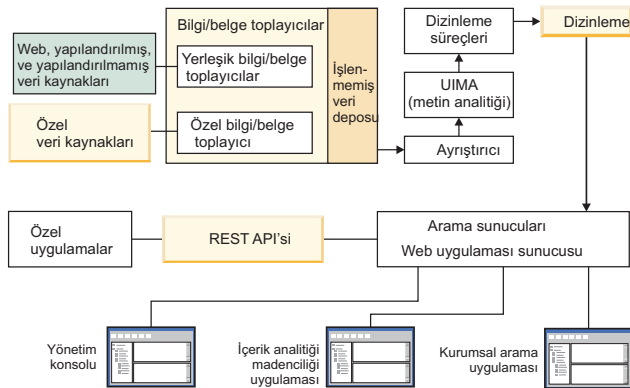 Web, yapılandırılmış,
ve yapılandırılmamış
veri kaynakları
Özel
veri kaynakları
Bilgi/belge toplayıcılar
Yerleşik bilgi/belge
toplayıcılar
Özel bilgi/belge
toplayıcı
İşlen-
memiş
veri
deposu
Dizinleme
süreçleri
UIMA
(metin analitiği)
Ayrıştırıcı
Dizinleme
Özel
uygulamalar
REST API'si
Arama sunucuları
Web uygulaması sunucusu
Yönetim
konsolu
İçerik analitiği
madenciliği
uygulaması
Kurumsal arama
uygulaması